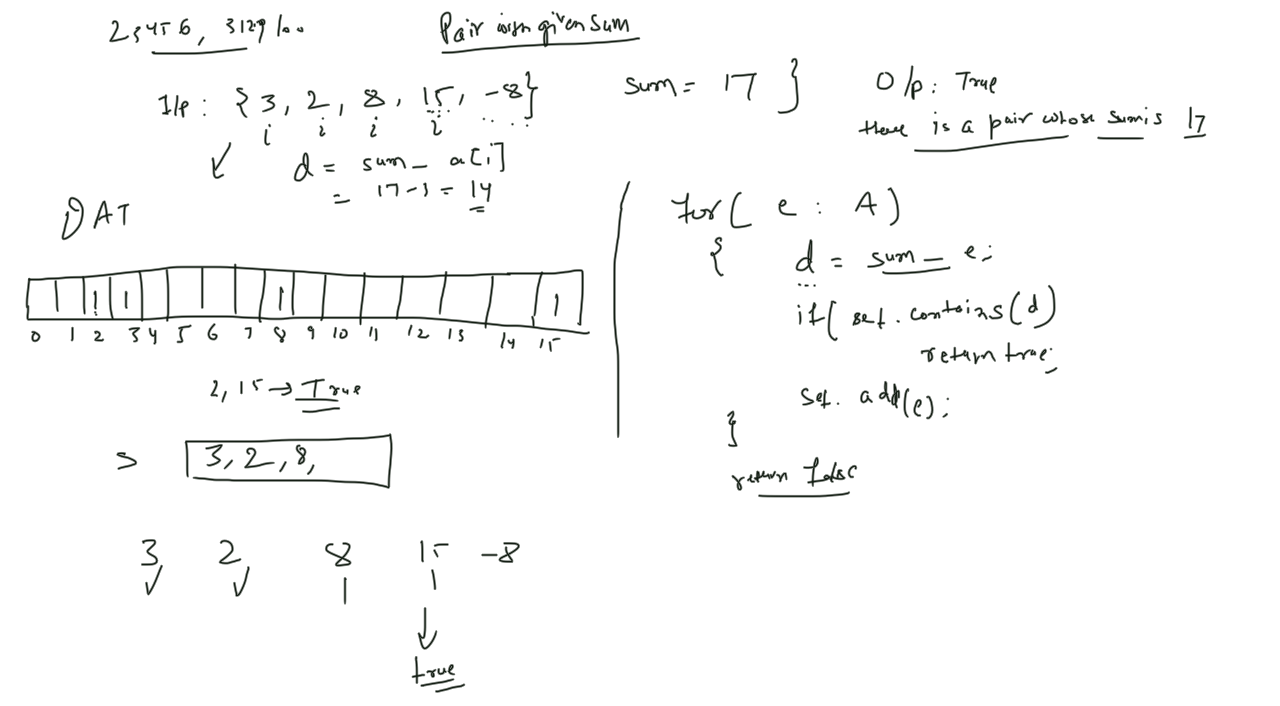 Pair with given Sum
I/p : { 3, 2, 8, 15, -8} sum = 17 } O/p : True
i i i i
there is a pair whose sum is 17
d = sum - a[i]
= 17-3 = 14
DAT
1 1 1 1
0 1 2 3 4 5 6 7 8 9 10 11 12 13 14 15
2, 15 → True
S 3, 2, 8,
3 2 8 15 -8
true
for( e : A)
{ d = sum - e;
if( set.contains(d)
return true;
set.add(e);
}
return False